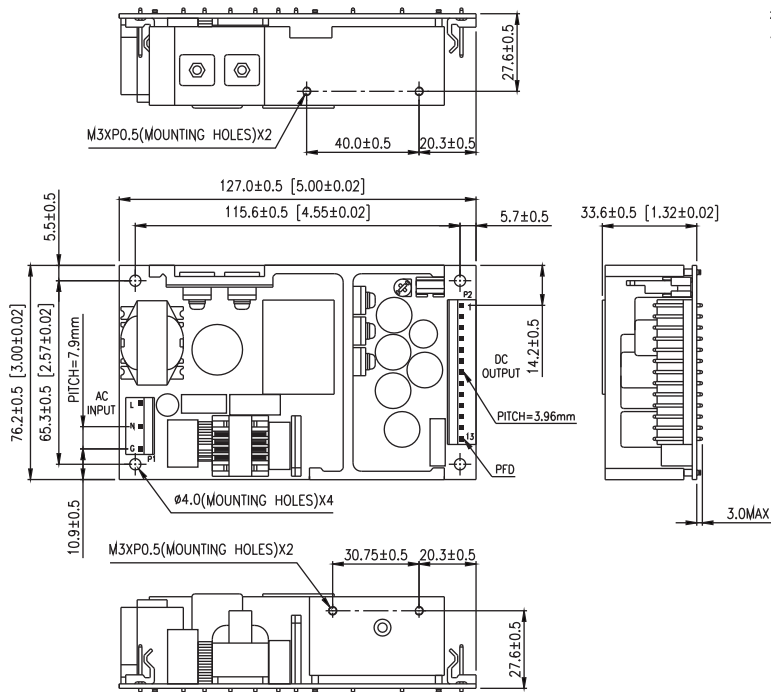 27.6±0.5
M3XP0.5(MOUNTING HOLES)X2
40.0±0.5
20.3±0.5
127.0±0.5 [5.00±0.02]
115.6±0.5 [4.55±0.02]
5.7±0.5
33.6±0.5 [1.32±0.02]
5.5±0.5
76.2±0.5 [3.00±0.02]
65.3±0.5 [2.57±0.02]
PITCH=7.9mm
AC
INPUT
L
N
G
P1
P2
1
DC
OUTPUT
14.2±0.5
PITCH=3.96mm
13
PFD
ø4.0(MOUNTING HOLES)X4
10.9±0.5
3.0MAX
M3XP0.5(MOUNTING HOLES)X2
30.75±0.5
20.3±0.5
27.6±0.5